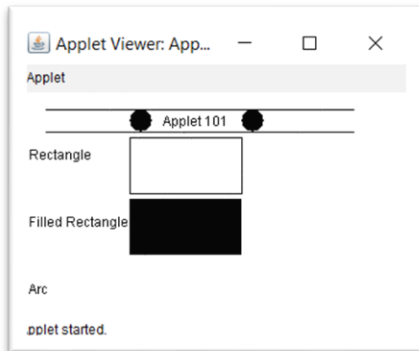 Applet Viewer: App...
Applet
Applet 101
Rectangle
Filled Rectangle
Arc
pplet started.